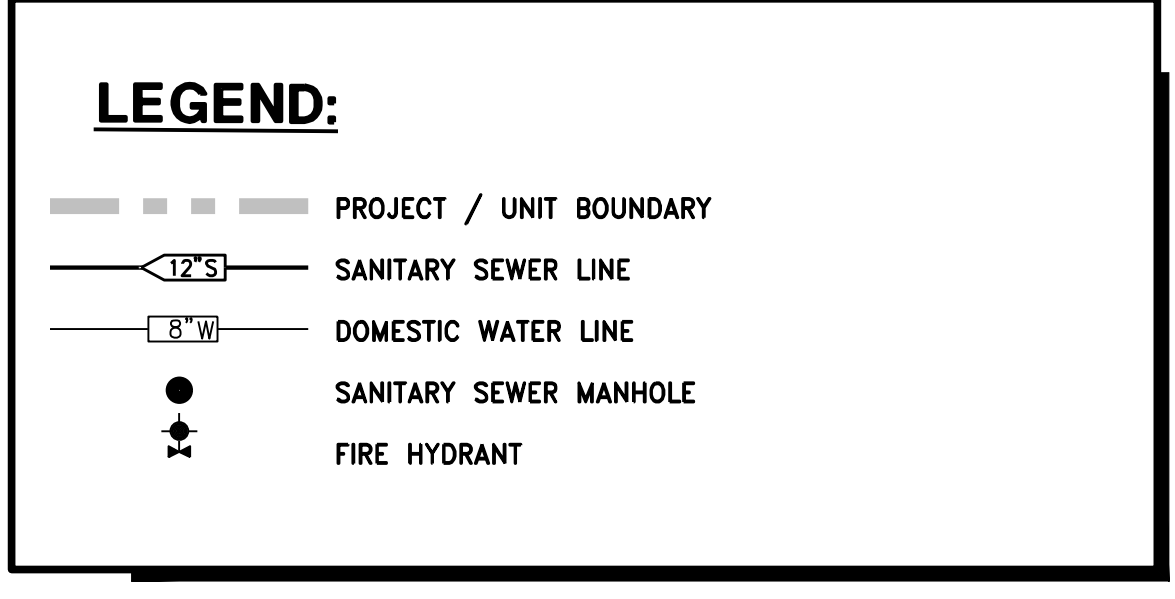 LEGEND:
PROJECT / UNIT BOUNDARY
12"S SANITARY SEWER LINE
8"W DOMESTIC WATER LINE
SANITARY SEWER MANHOLE
FIRE HYDRANT